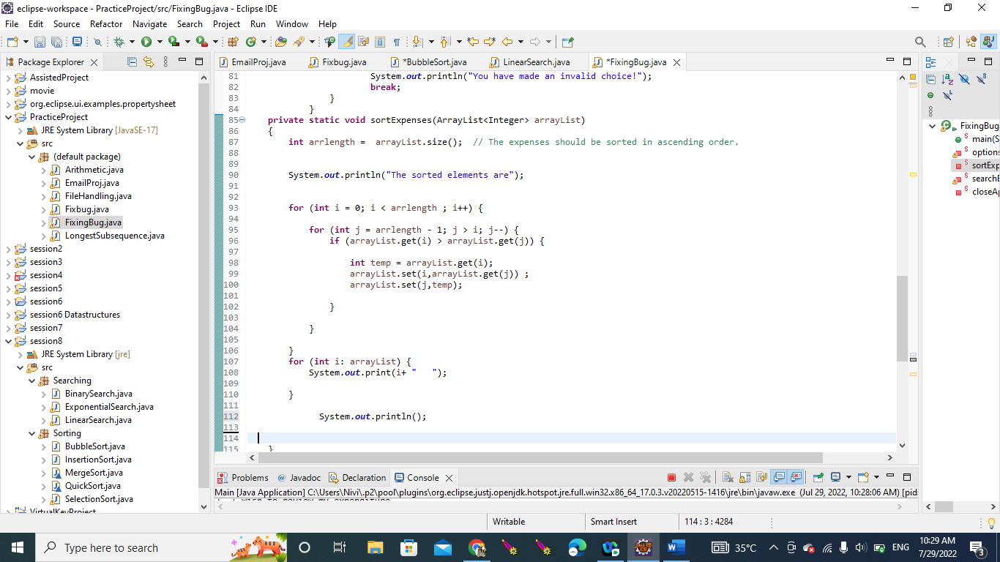 eclipse-workspace - PracticeProject/src/FixingBug.java - Eclipse IDE
File Edit Source Refactor Navigate Search Project Run Window Help
Package Explorer
AssistedProject
movie
org.eclipse.ui.examples.propertysheet
PracticeProject
JRE System Library [JavaSE-17]
src
(default package)
Arithmetic.java
EmailProj.java
FileHandling.java
Fixbug.java
FixingBug.java
LongestSubsequence.java
session2
session3
session4
session5
session6
session6 Datastructures
session7
session8
JRE System Library [jre]
src
Searching
BinarySearch.java
ExponentialSearch.java
LinearSearch.java
Sorting
BubbleSort.java
InsertionSort.java
MergeSort.java
QuickSort.java
SelectionSort.java
VirtualKeyProject
EmailProj.java Fixbug.java *BubbleSort.java LinearSearch.java *FixingBug.java
81 System.out.println("You have made an invalid choice!");
82 break;
83 }
84 }
85 private static void sortExpenses(ArrayList<Integer> arrayList)
86 {
87 int arrlength =  arrayList.size();  // The expenses should be sorted in ascending order.
88
89
90 System.out.println("The sorted elements are");
91
92
93 for (int i = 0; i < arrlength ; i++) {
94
95 for (int j = arrlength - 1; j > i; j--) {
96 if (arrayList.get(i) > arrayList.get(j)) {
97
98 int temp = arrayList.get(i);
99 arrayList.set(i,arrayList.get(j)) ;
100 arrayList.set(j,temp);
101
102 }
103
104 }
105
106 }
107 for (int i: arrayList) {
108 System.out.print(i+ "   ");
109
110 }
111
112 System.out.println();
113
114
115 }
FixingBug
main(S
options
sortExp
searchE
closeAp
Problems @ Javadoc Declaration Console
Main [Java Application] C:\Users\Nivi\.p2\pool\plugins\org.eclipse.justj.openjdk.hotspot.jre.full.win32.x86_64_17.0.3.v20220515-1416\jre\bin\javaw.exe (Jul 29, 2022, 10:28:06 AM) [pid:
Writable Smart Insert 114 : 3 : 4284
Type here to search
35°C ENG 10:29 AM
7/29/2022
3